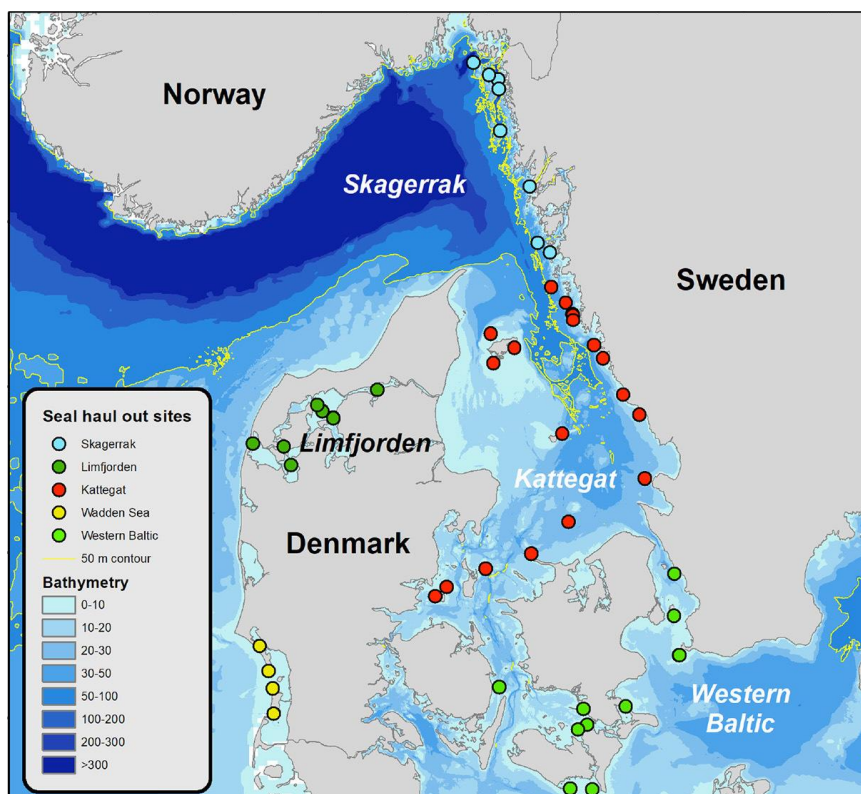 Norway
Skagerrak
Sweden
Limfjorden
Kattegat
Denmark
Western
Baltic
Seal haul out sites
Skagerrak
Limfjorden
Kattegat
Wadden Sea
Western Baltic
50 m contour
Bathymetry
0-10
10-20
20-30
30-50
50-100
100-200
200-300
>300